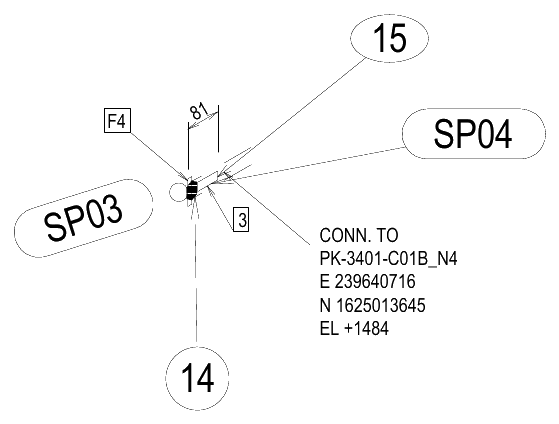 15
81
F4
SP04
SP03
3
CONN. TO
PK-3401-C01B_N4
E 239640716
N 1625013645
EL +1484
14